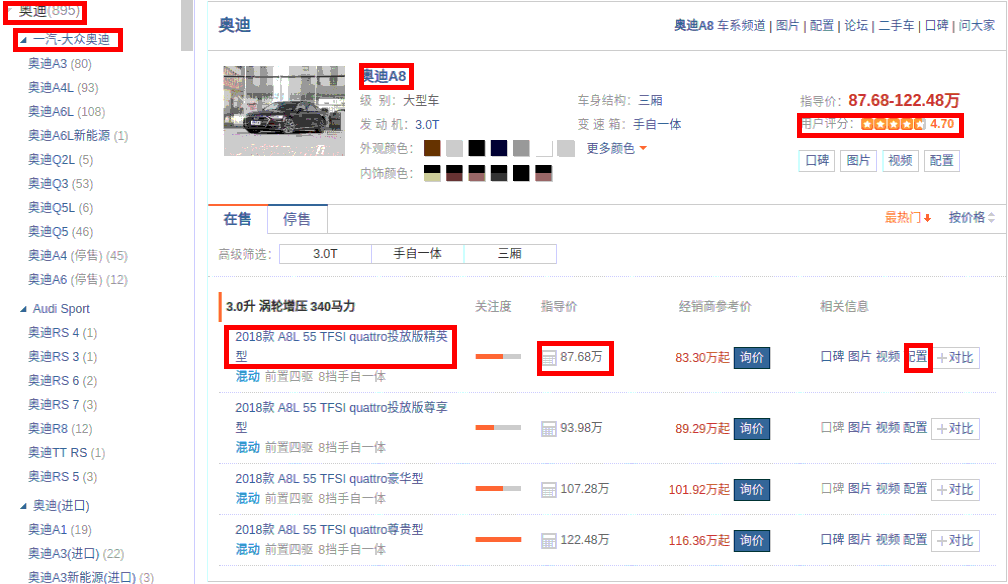 奥迪(895)
一汽-大众奥迪
奥迪A3 (80)
奥迪A4L (93)
奥迪A6L (108)
奥迪A6L新能源 (1)
奥迪Q2L (5)
奥迪Q3 (53)
奥迪Q5L (6)
奥迪Q5 (46)
奥迪A4 (停售) (45)
奥迪A6 (停售) (12)
Audi Sport
奥迪RS 4 (1)
奥迪RS 3 (1)
奥迪RS 6 (2)
奥迪RS 7 (3)
奥迪R8 (12)
奥迪TT RS (1)
奥迪RS 5 (3)
奥迪(进口)
奥迪A1 (19)
奥迪A3(进口) (22)
奥迪A3新能源(进口) (3)
奥迪
奥迪A8 车系频道 | 图片 | 配置 | 论坛 | 二手车 | 口碑 | 问大家
奥迪A8
级 别：大型车 车身结构：三厢
发 动 机：3.0T 变 速 箱：手自一体
外观颜色： 更多颜色
内饰颜色：
指导价：87.68-122.48万
用户评分： 4.70
口碑 图片 视频 配置
在售 停售 最热门 按价格
高级筛选： 3.0T 手自一体 三厢
3.0升 涡轮增压 340马力 关注度 指导价 经销商参考价 相关信息
2018款 A8L 55 TFSI quattro投放版精英
型
混动 前置四驱 8挡手自一体
87.68万 83.30万起 询价 口碑 图片 视频 配置 +对比
2018款 A8L 55 TFSI quattro投放版尊享
型
混动 前置四驱 8挡手自一体
93.98万 89.29万起 询价 口碑 图片 视频 配置 +对比
2018款 A8L 55 TFSI quattro豪华型
混动 前置四驱 8挡手自一体
107.28万 101.92万起 询价 口碑 图片 视频 配置 +对比
2018款 A8L 55 TFSI quattro尊贵型
混动 前置四驱 8挡手自一体
122.48万 116.36万起 询价 口碑 图片 视频 配置 +对比